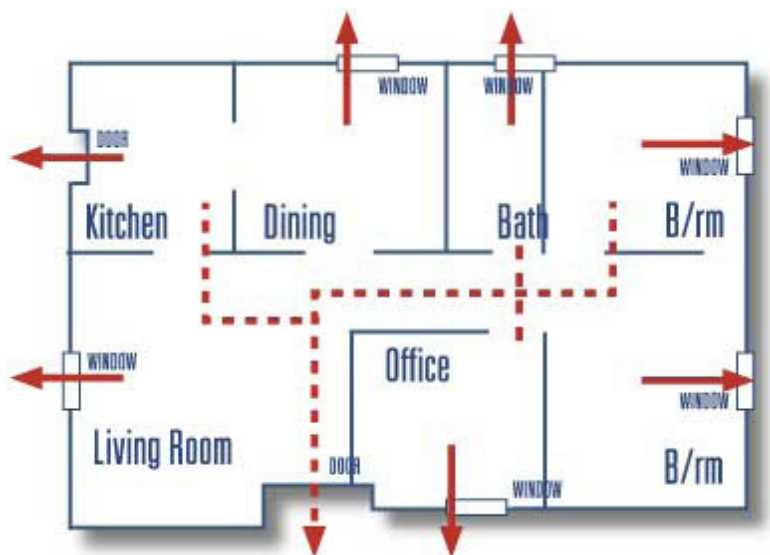 WINDOW
WINDOW
DOOR
WINDOW
Kitchen
Dining
Bath
B/rm
WINDOW
Office
WINDOW
Living Room
DOOR
WINDOW
B/rm